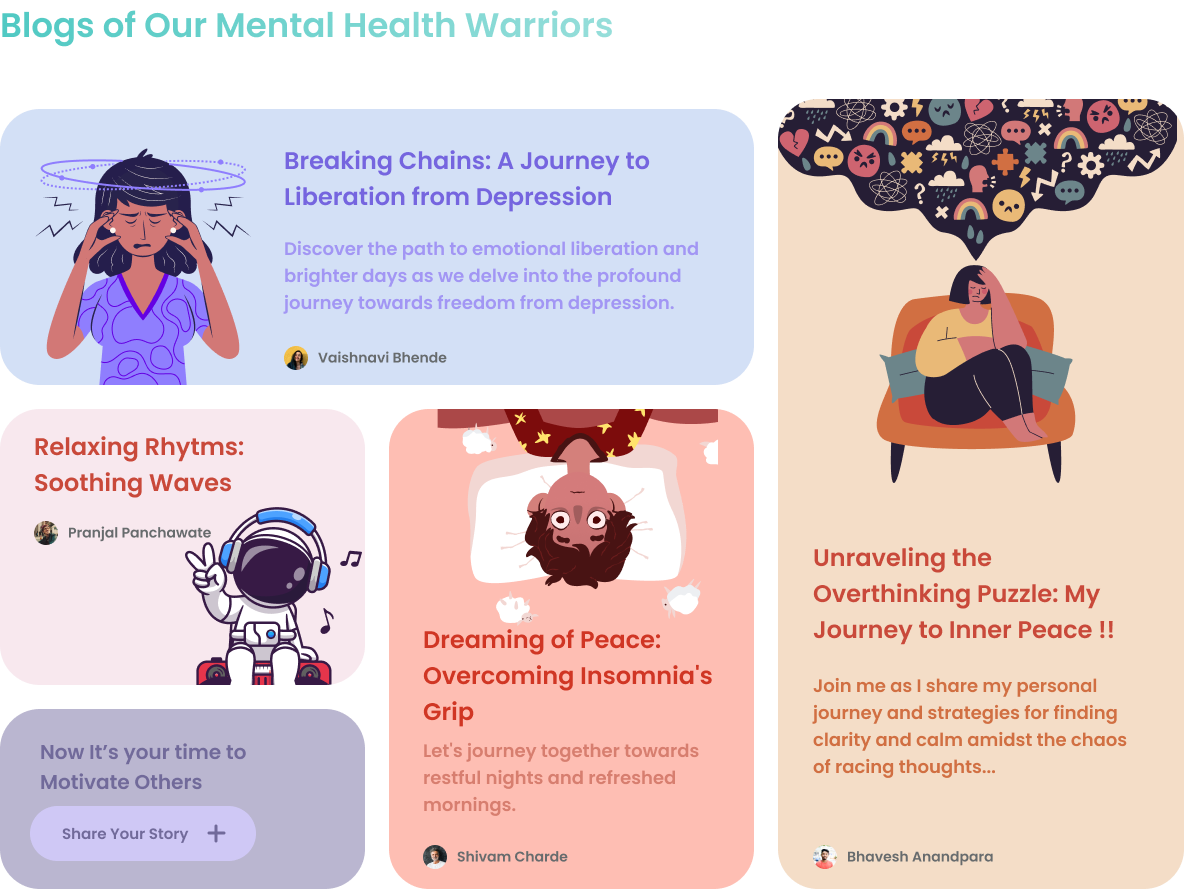 Blogs of Our Mental Health Warriors
Breaking Chains: A Journey to
Liberation from Depression
Discover the path to emotional liberation and
brighter days as we delve into the profound
journey towards freedom from depression.
Vaishnavi Bhende
Relaxing Rhytms:
Soothing Waves
Pranjal Panchawate
Now It’s your time to
Motivate Others
Share Your Story
Dreaming of Peace:
Overcoming Insomnia's
Grip
Let's journey together towards
restful nights and refreshed
mornings.
Shivam Charde
Unraveling the
Overthinking Puzzle: My
Journey to Inner Peace !!
Join me as I share my personal
journey and strategies for finding
clarity and calm amidst the chaos
of racing thoughts...
Bhavesh Anandpara